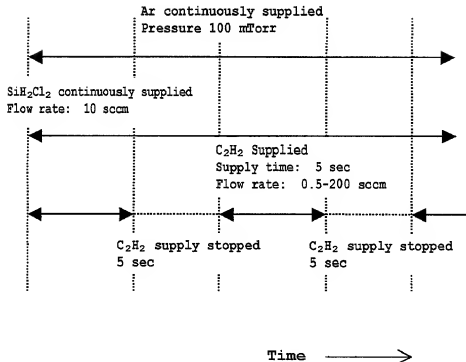 Ar continuously supplied
Pressure 100 mTorr
SiH₂Cl₂ continuously supplied
Flow rate: 10 sccm
C₂H₂ Supplied
Supply time: 5 sec
Flow rate: 0.5-200 sccm
C₂H₂ supply stopped
5 sec
C₂H₂ supply stopped
5 sec
Time